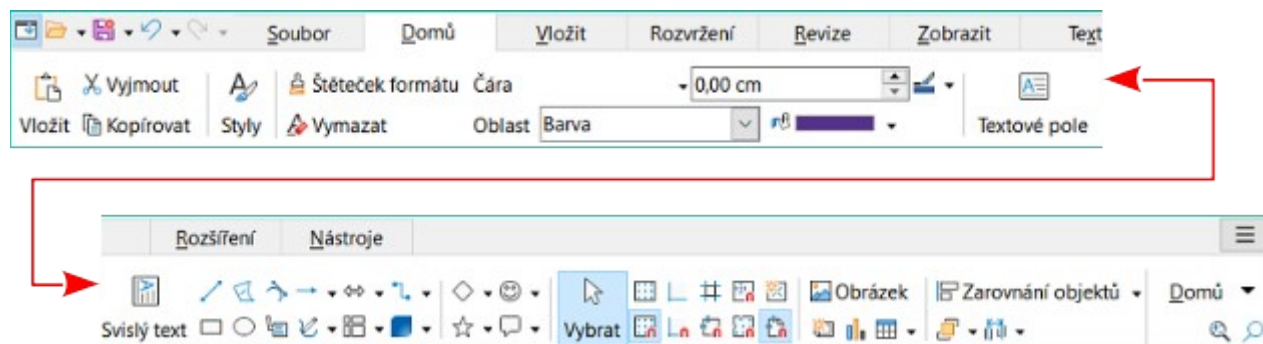 Soubor Domů Vložit Rozvržení Revize Zobrazit Text
Vyjmout Štěteček formátu Čára 0,00 cm
Vložit Kopírovat Styly Vymazat Oblast Barva Textové pole
Rozšíření Nástroje
Obrázek Zarovnání objektů Domů
Svislý text Vybrat